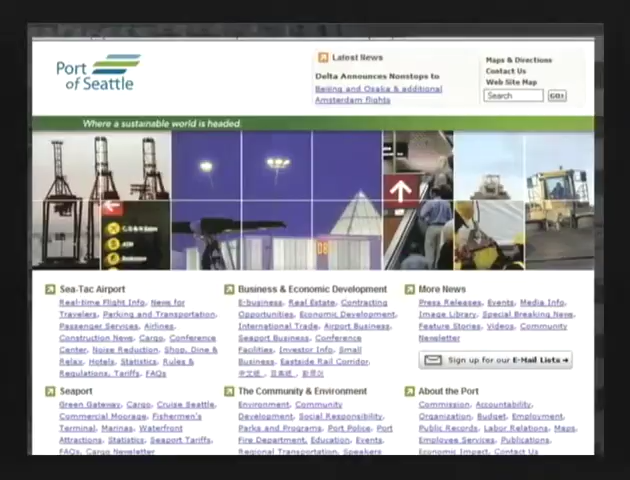 Port
of Seattle
Latest News
Delta Announces Nonstops to
Beijing and Osaka & additional
Amsterdam flights
Maps & Directions
Contact Us
Web Site Map
Search
GO!
Where a sustainable world is headed.
D8
Sea-Tac Airport
Real-time Flight Info, News for
Travelers, Parking and Transportation,
Passenger Services, Airlines,
Construction News, Cargo, Conference
Center, Noise Reduction, Shop, Dine &
Relax, Hotels, Statistics, Rules &
Regulations, Tariffs, FAQs
Business & Economic Development
E-business, Real Estate, Contracting
Opportunities, Economic Development,
International Trade, Airport Business,
Seaport Business, Conference
Facilities, Investor Info, Small
Business, Eastside Rail Corridor,
More News
Press Releases, Events, Media Info,
Image Library, Special Breaking News,
Feature Stories, Videos, Community
Newsletter
Sign up for our E-Mail Lists
Seaport
Green Gateway, Cargo, Cruise Seattle,
Commercial Moorage, Fishermen's
Terminal, Marinas, Waterfront
Attractions, Statistics, Seaport Tariffs,
FAQs, Cargo Newsletter
The Community & Environment
Environment, Community
Development, Social Responsibility,
Parks and Programs, Port Police, Port
Fire Department, Education, Events,
Regional Transportation, Speakers
About the Port
Commission, Accountability,
Organization, Budget, Employment,
Public Records, Labor Relations, Maps,
Employee Services, Publications,
Economic Impact, Contact Us